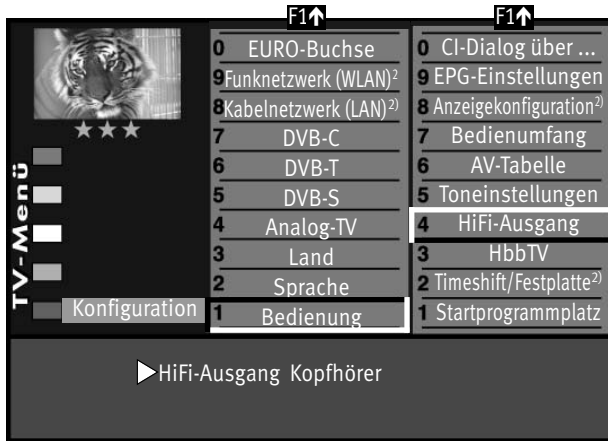 F1↑
F1↑
0 EURO-Buchse
9 Funknetzwerk (WLAN)²
8 Kabelnetzwerk (LAN)²⁾
7 DVB-C
6 DVB-T
5 DVB-S
4 Analog-TV
3 Land
2 Sprache
1 Bedienung
0 CI-Dialog über ...
9 EPG-Einstellungen
8 Anzeigekonfiguration²⁾
7 Bedienumfang
6 AV-Tabelle
5 Toneinstellungen
4 HiFi-Ausgang
3 HbbTV
2 Timeshift/Festplatte²⁾
1 Startprogrammplatz
TV-Menü
Konfiguration
HiFi-Ausgang Kopfhörer